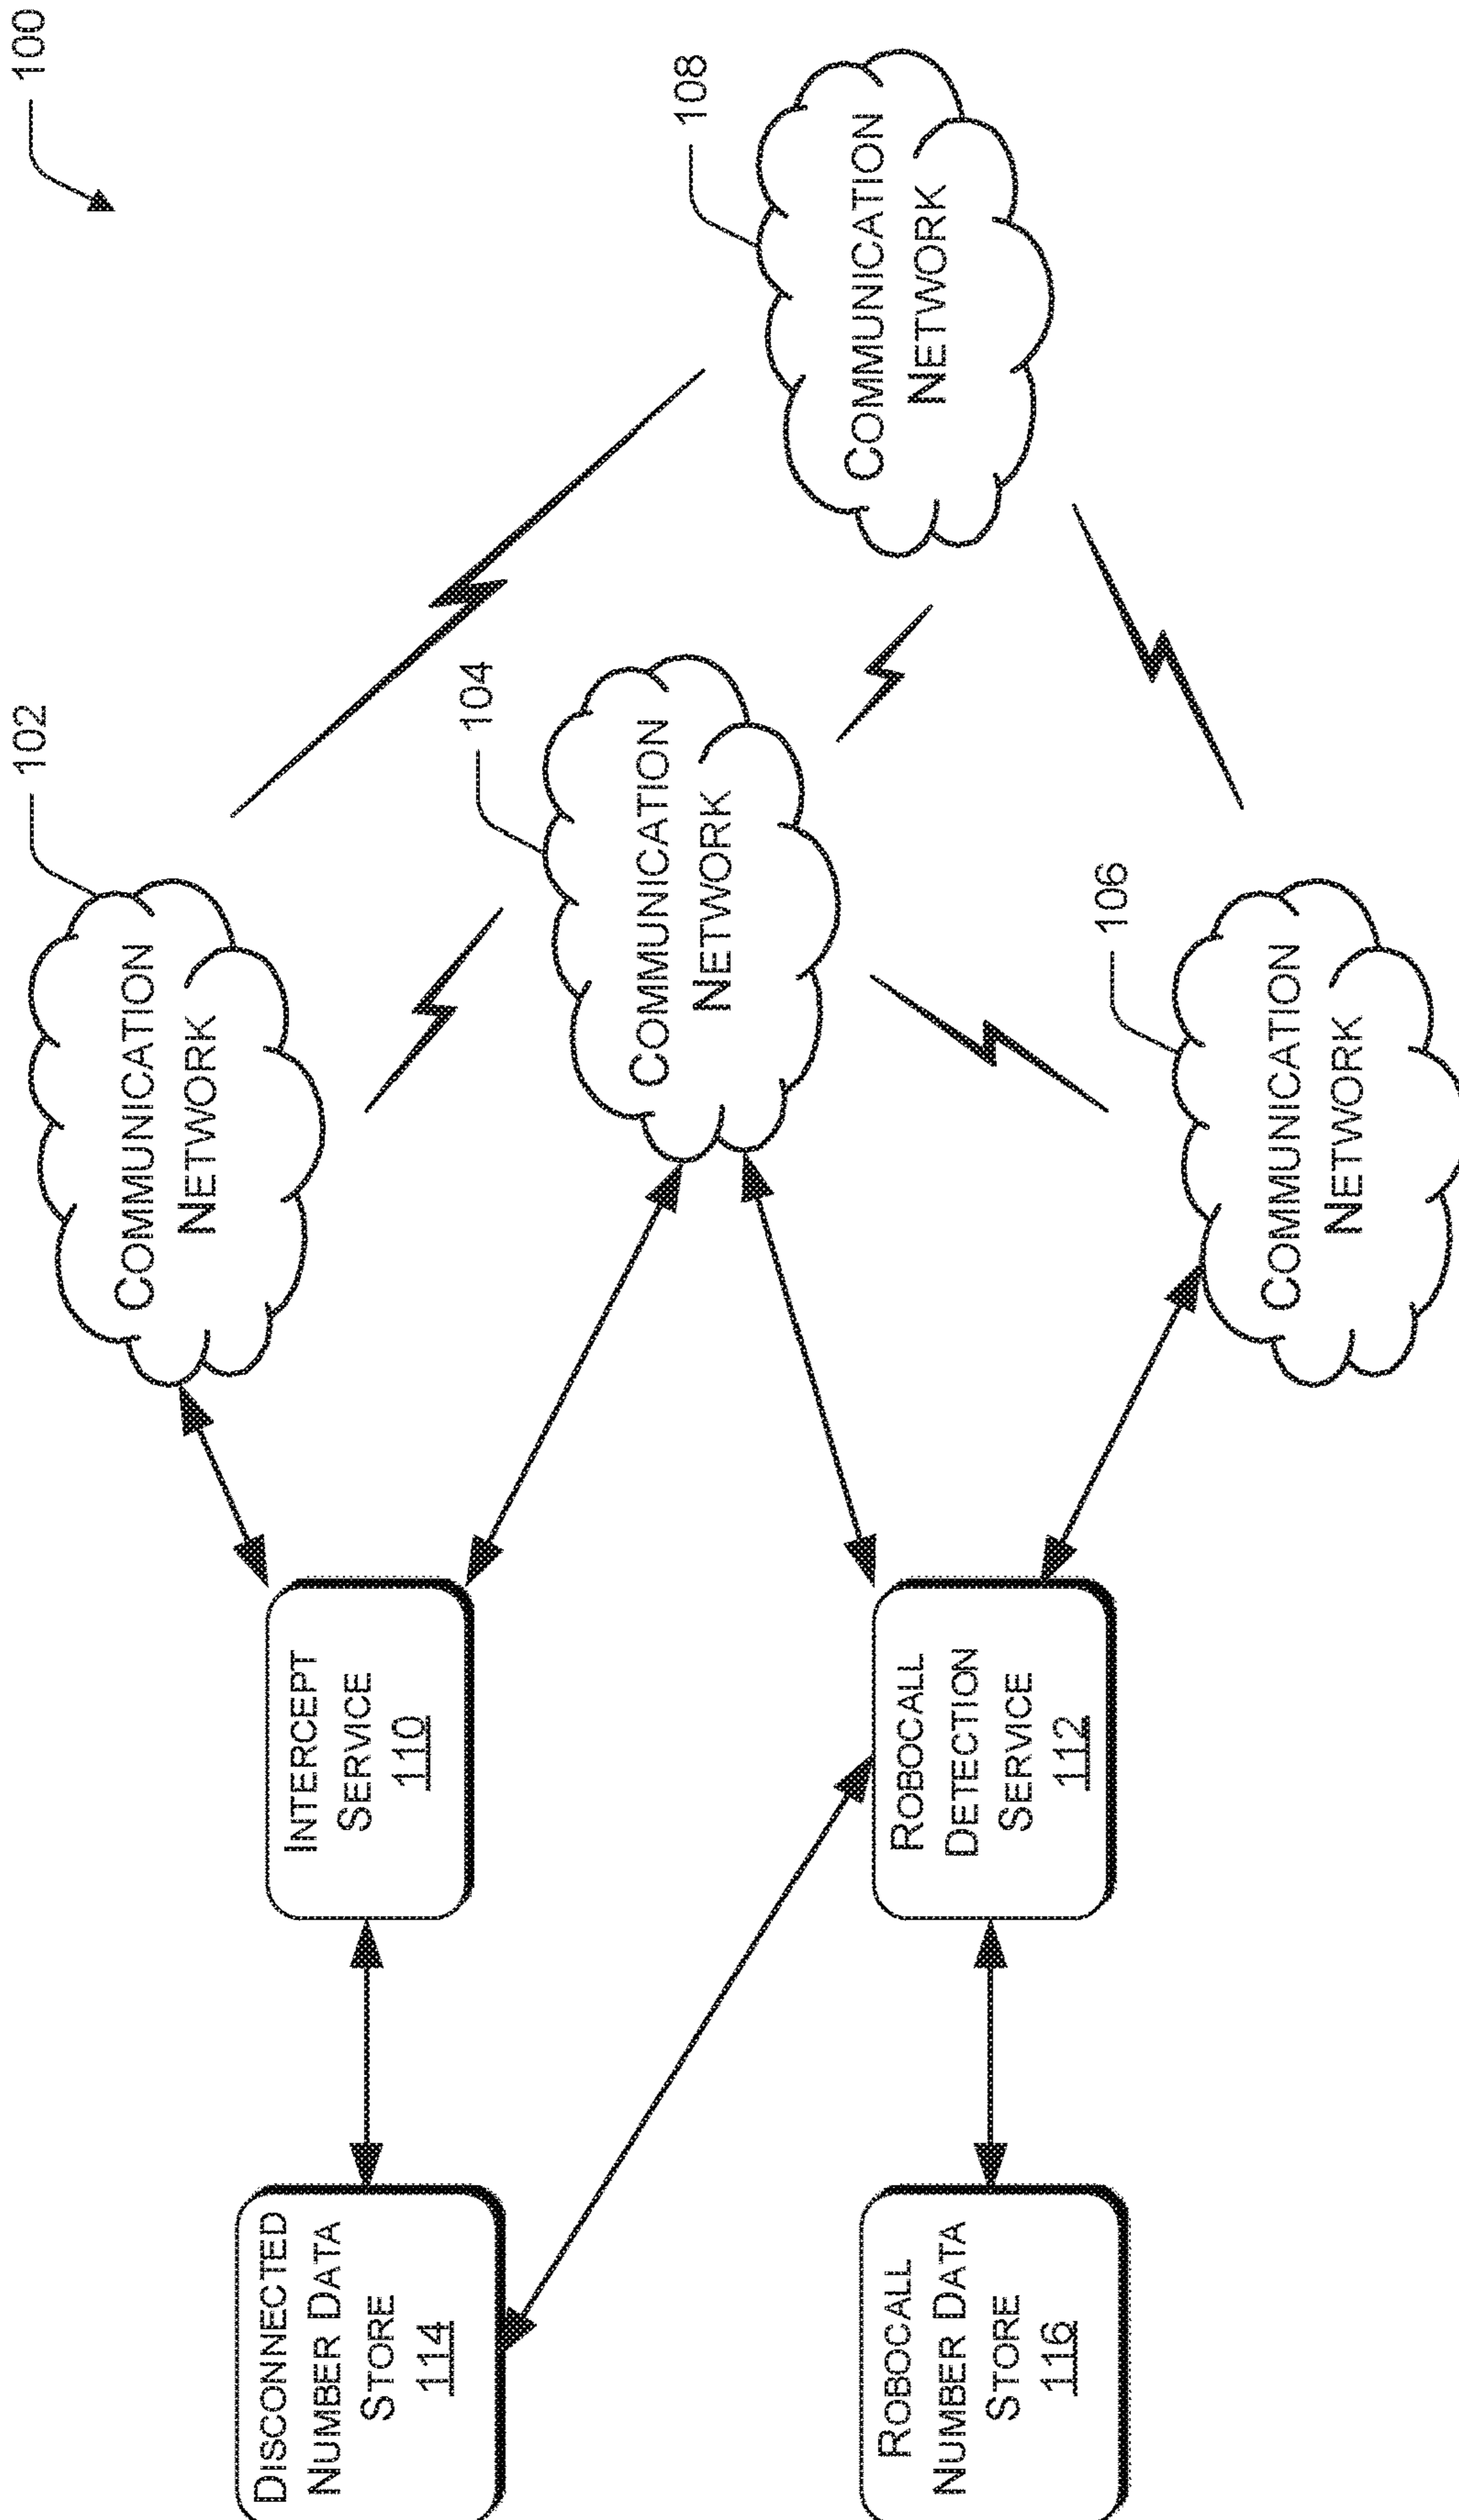 100
102
COMMUNICATION
NETWORK
104
COMMUNICATION
NETWORK
108
COMMUNICATION
NETWORK
106
COMMUNICATION
NETWORK
INTERCEPT
SERVICE
110
ROBOCALL
DETECTION
SERVICE
112
DISCONNECTED
NUMBER DATA
STORE
114
ROBOCALL
NUMBER DATA
STORE
116